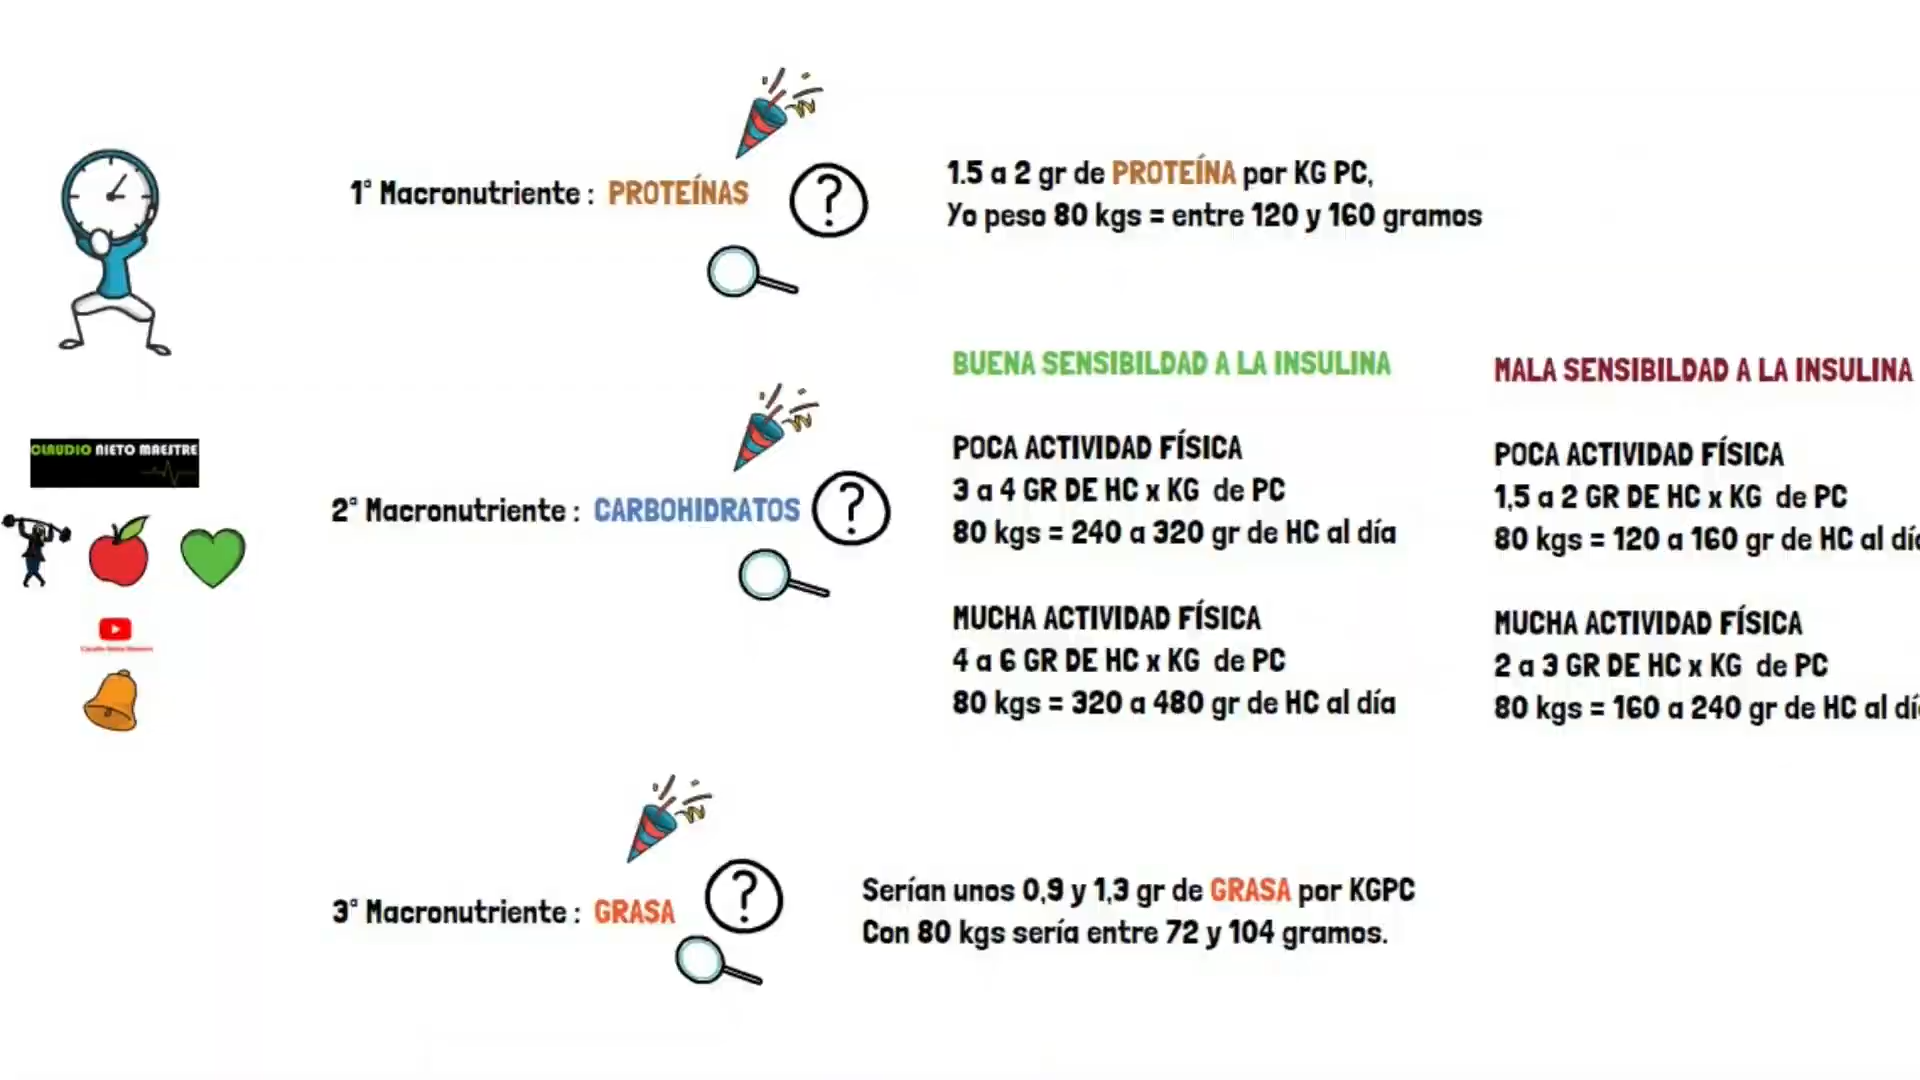 1º Macronutriente : PROTEÍNAS
?
1.5 a 2 gr de PROTEÍNA por KG PC,
Yo peso 80 kgs = entre 120 y 160 gramos
CLAUDIO NIETO MAESTRE
2º Macronutriente : CARBOHIDRATOS
?
BUENA SENSIBILDAD A LA INSULINA
POCA ACTIVIDAD FÍSICA
3 a 4 GR DE HC x KG de PC
80 kgs = 240 a 320 gr de HC al día
MUCHA ACTIVIDAD FÍSICA
4 a 6 GR DE HC x KG de PC
80 kgs = 320 a 480 gr de HC al día
MALA SENSIBILDAD A LA INSULINA
POCA ACTIVIDAD FÍSICA
1,5 a 2 GR DE HC x KG de PC
80 kgs = 120 a 160 gr de HC al día
MUCHA ACTIVIDAD FÍSICA
2 a 3 GR DE HC x KG de PC
80 kgs = 160 a 240 gr de HC al dí
3º Macronutriente : GRASA
?
Serían unos 0,9 y 1,3 gr de GRASA por KGPC
Con 80 kgs sería entre 72 y 104 gramos.